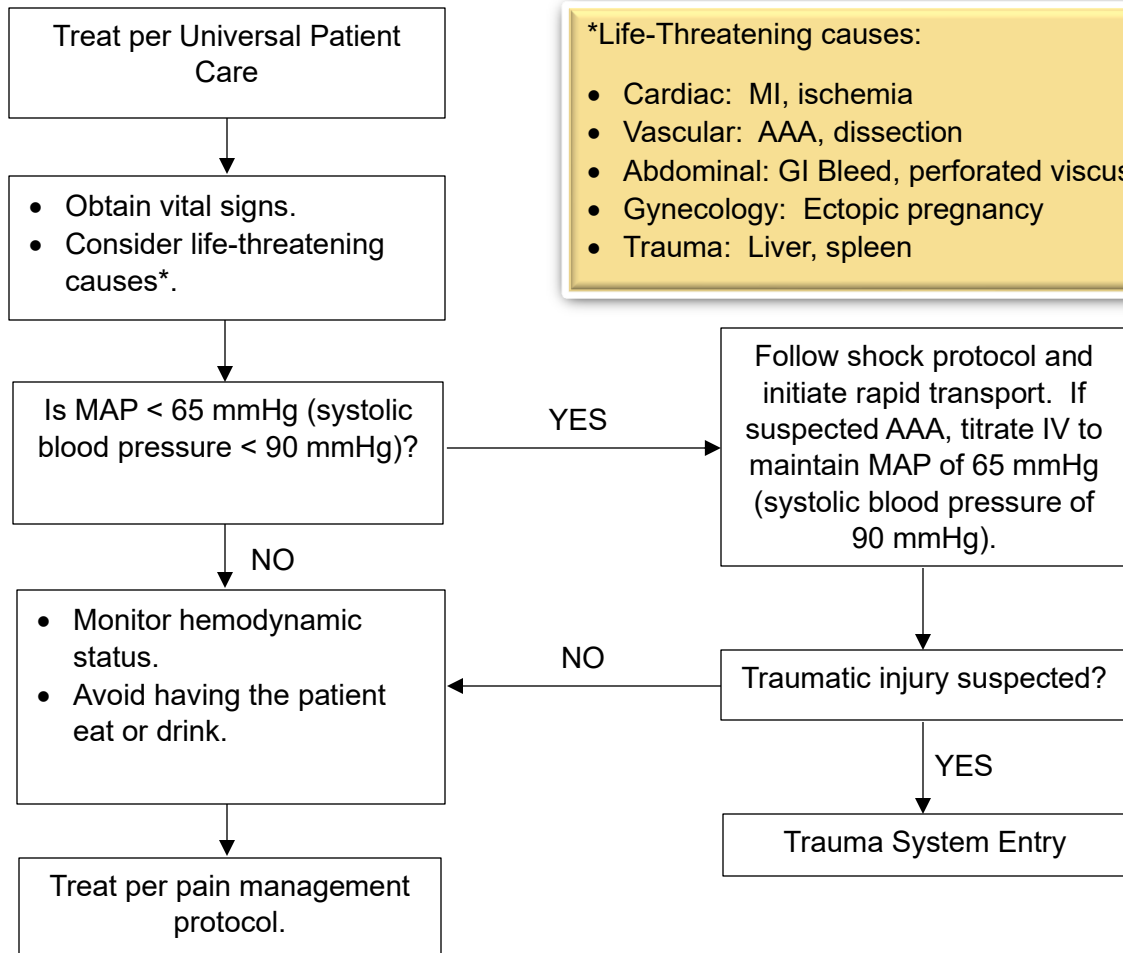 Treat per Universal Patient
Care
*Life-Threatening causes:
• Cardiac:  MI, ischemia
• Vascular:  AAA, dissection
• Abdominal: GI Bleed, perforated viscus
• Gynecology:  Ectopic pregnancy
• Trauma:  Liver, spleen
• Obtain vital signs.
• Consider life-threatening
causes*.
Is MAP < 65 mmHg (systolic
blood pressure < 90 mmHg)?
YES
Follow shock protocol and
initiate rapid transport.  If
suspected AAA, titrate IV to
maintain MAP of 65 mmHg
(systolic blood pressure of
90 mmHg).
NO
• Monitor hemodynamic
status.
• Avoid having the patient
eat or drink.
NO
Traumatic injury suspected?
YES
Trauma System Entry
Treat per pain management
protocol.